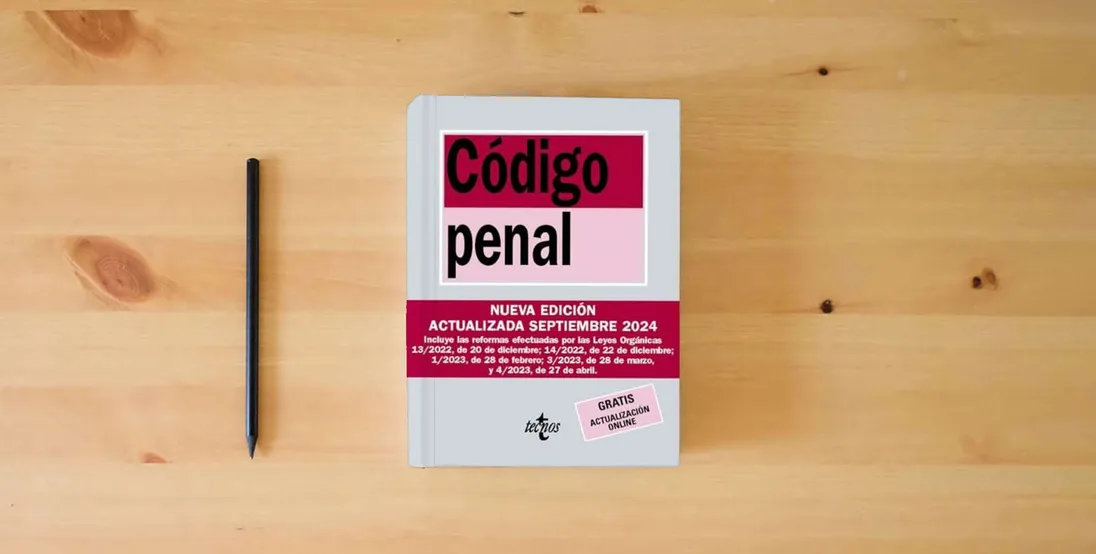 Código
penal
NUEVA EDICIÓN
ACTUALIZADA SEPTIEMBRE 2024
Incluye las reformas efectuadas por las Leyes Orgánicas
13/2022, de 20 de diciembre; 14/2022, de 22 de diciembre;
1/2023, de 28 de febrero; 3/2023, de 28 de marzo,
y 4/2023, de 27 de abril.
GRATIS
ACTUALIZACIÓN
ONLINE
tecnos